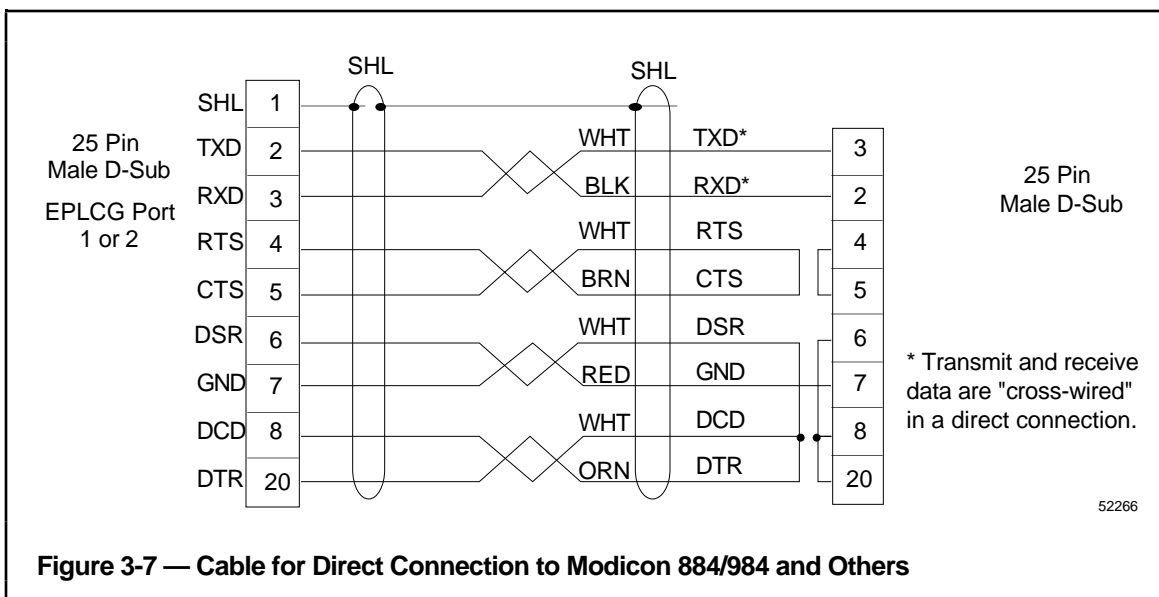 SHL SHL
SHL 1
25 Pin
Male D-Sub
EPLCG Port
1 or 2
TXD 2 WHT TXD* 3
RXD 3 BLK RXD* 2
RTS 4 WHT RTS 4
CTS 5 BRN CTS 5
DSR 6 WHT DSR 6
GND 7 RED GND 7
DCD 8 WHT DCD 8
DTR 20 ORN DTR 20
25 Pin
Male D-Sub
* Transmit and receive
data are "cross-wired"
in a direct connection.
52266
Figure 3-7 — Cable for Direct Connection to Modicon 884/984 and Others